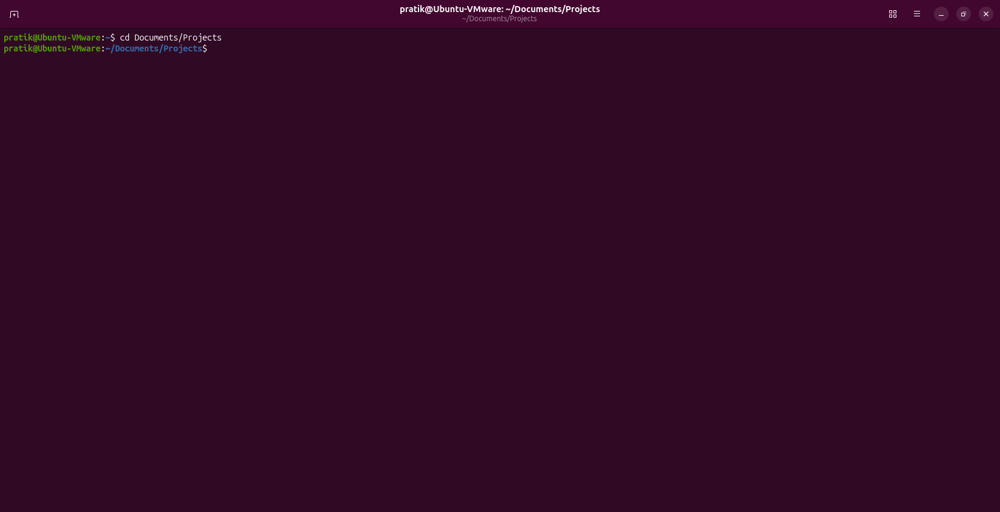 pratik@Ubuntu-VMware: ~/Documents/Projects
~/Documents/Projects
pratik@Ubuntu-VMware:~$ cd Documents/Projects
pratik@Ubuntu-VMware:~/Documents/Projects$